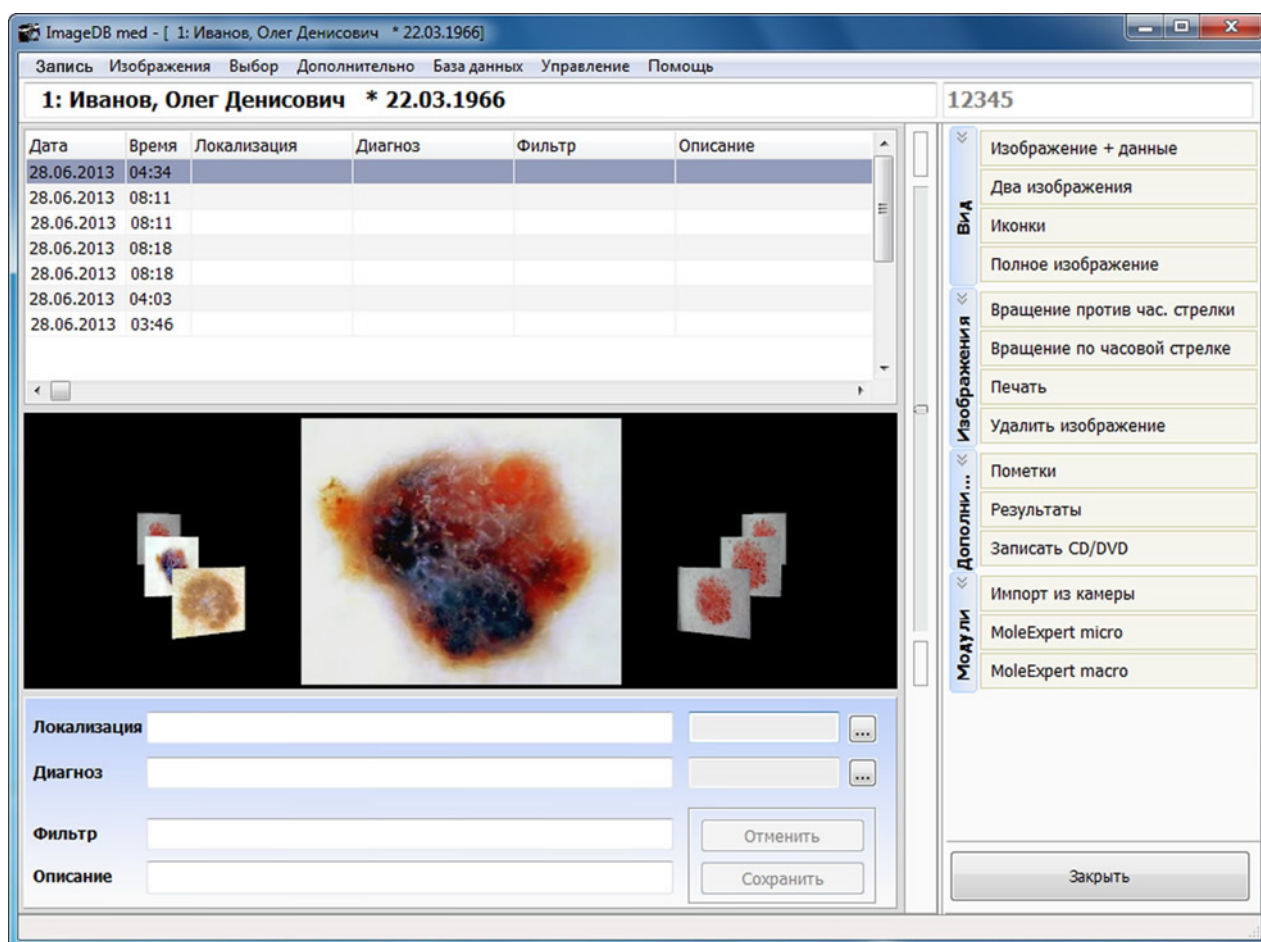 ImageDB med - [ 1: Иванов, Олег Денисович * 22.03.1966]
Запись Изображения Выбор Дополнительно База данных Управление Помощь
1: Иванов, Олег Денисович * 22.03.1966
12345
Дата Время Локализация Диагноз Фильтр Описание
28.06.2013 04:34
28.06.2013 08:11
28.06.2013 08:11
28.06.2013 08:18
28.06.2013 08:18
28.06.2013 04:03
28.06.2013 03:46
Локализация ...
Диагноз ...
Фильтр
Отменить
Описание
Сохранить
Вид
Изображение + данные
Два изображения
Иконки
Полное изображение
Изображения
Вращение против час. стрелки
Вращение по часовой стрелке
Печать
Удалить изображение
Дополни...
Пометки
Результаты
Записать CD/DVD
Модули
Импорт из камеры
MoleExpert micro
MoleExpert macro
Закрыть